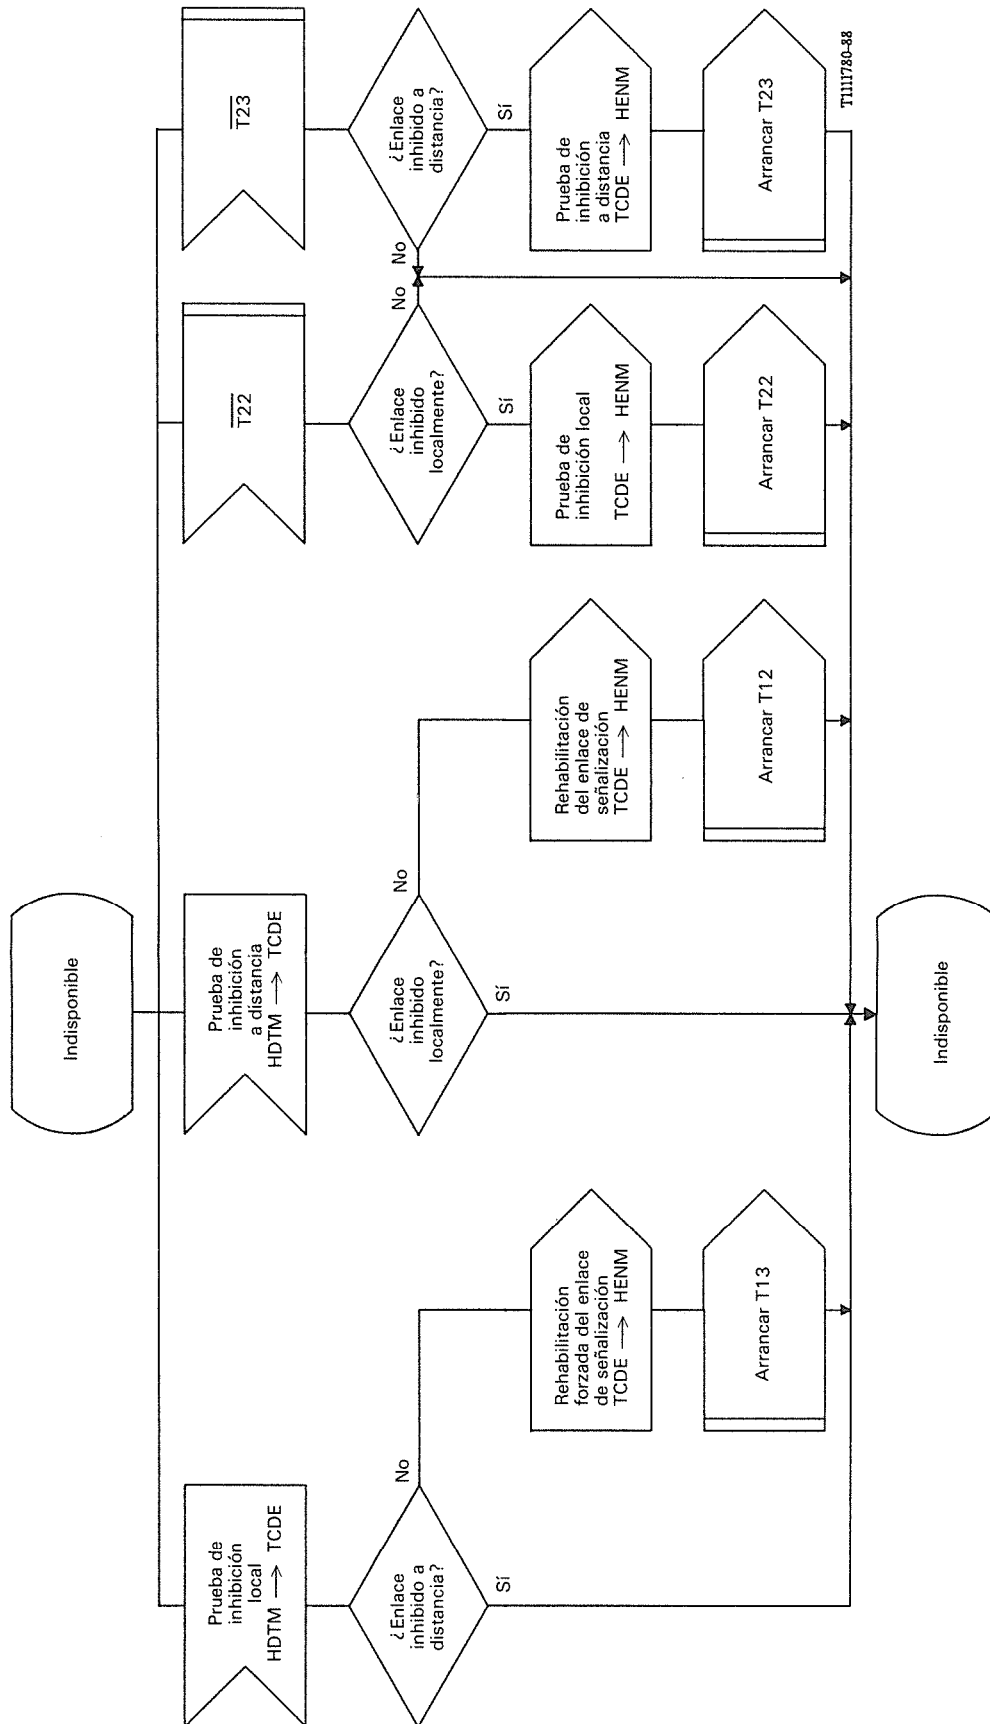 Indisponible
Prueba de
inhibición
local
HDTM → TCDE
Prueba de
inhibición
a distancia
HDTM → TCDE
T22
T23
¿Enlace
inhibido a
distancia?
No
Sí
¿Enlace
inhibido
localmente?
No
Sí
¿Enlace
inhibido
localmente?
No
Sí
¿Enlace
inhibido a
distancia?
No
Sí
Rehabilitación
forzada del enlace
de señalización
TCDE → HENM
Rehabilitación
del enlace de
señalización
TCDE → HENM
Prueba de
inhibición local
TCDE → HENM
Prueba de
inhibición
a distancia
TCDE → HENM
Arrancar T13
Arrancar T12
Arrancar T22
Arrancar T23
Indisponible
T1111780-88